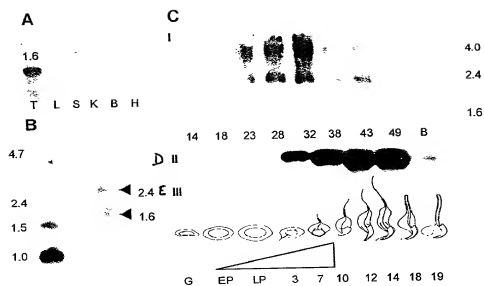 A
1.6
T L S K B H
B
4.7
2.4
1.5
1.0
2.4
1.6
C
I
4.0
2.4
1.6
14 18 23 28 32 38 43 49 B
D II
E III
G EP LP 3 7 10 12 14 18 19